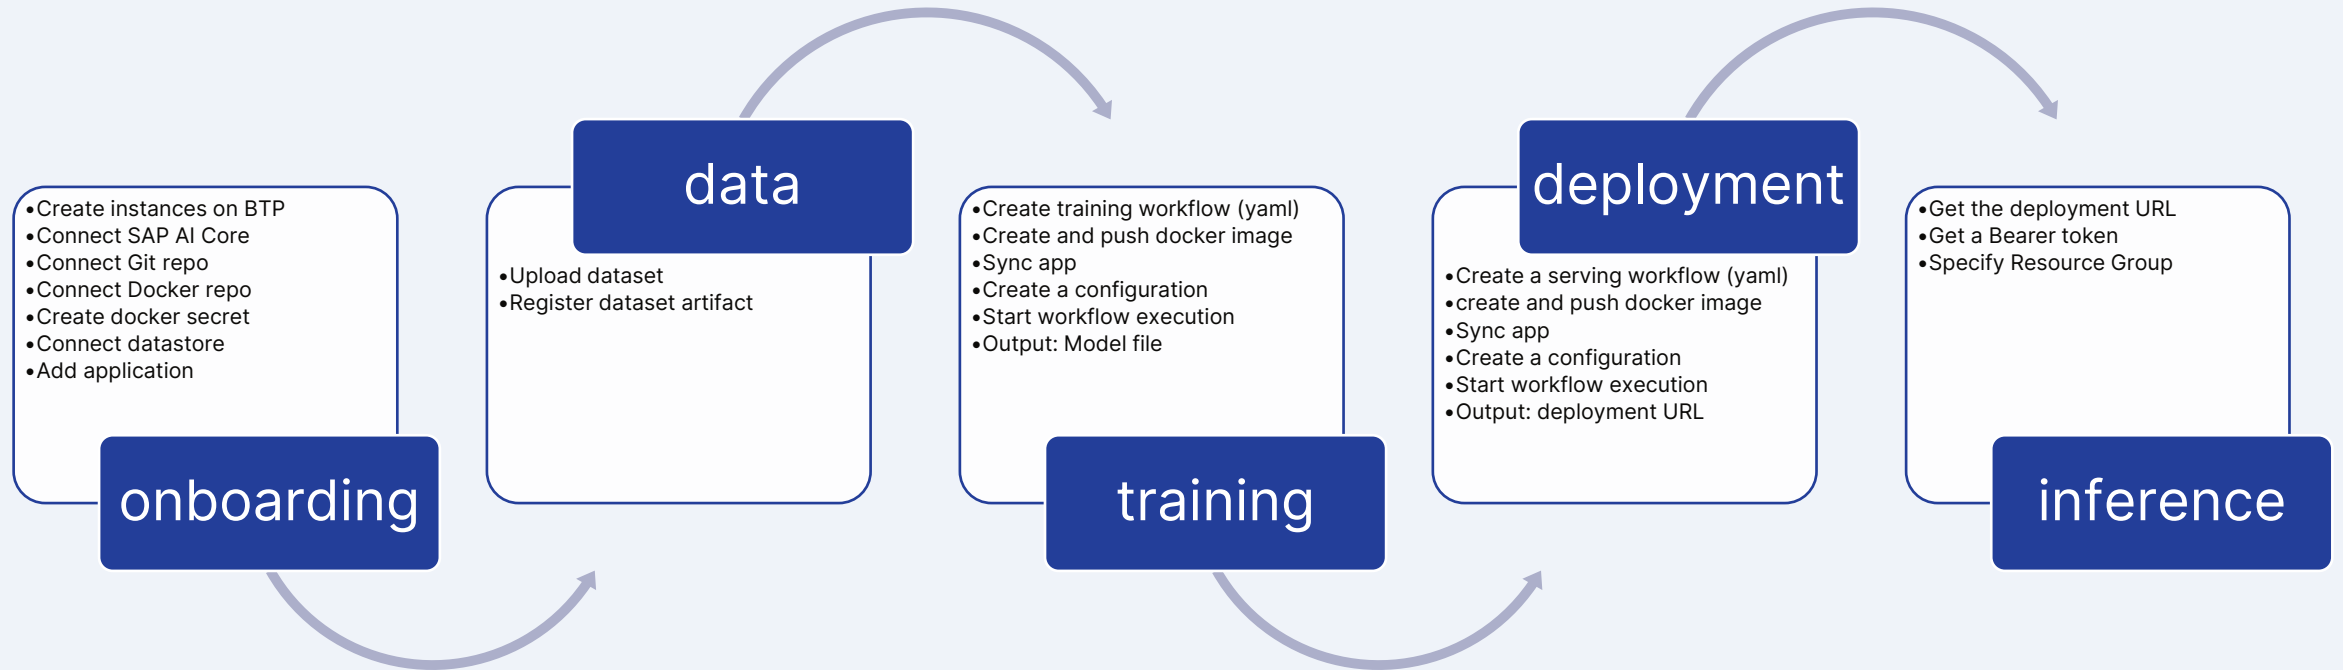 •Create instances on BTP
•Connect SAP AI Core
•Connect Git repo
•Connect Docker repo
•Create docker secret
•Connect datastore
•Add application
onboarding
data
•Upload dataset
•Register dataset artifact
•Create training workflow (yaml)
•Create and push docker image
•Sync app
•Create a configuration
•Start workflow execution
•Output: Model file
training
deployment
•Create a serving workflow (yaml)
•create and push docker image
•Sync app
•Create a configuration
•Start workflow execution
•Output: deployment URL
•Get the deployment URL
•Get a Bearer token
•Specify Resource Group
inference